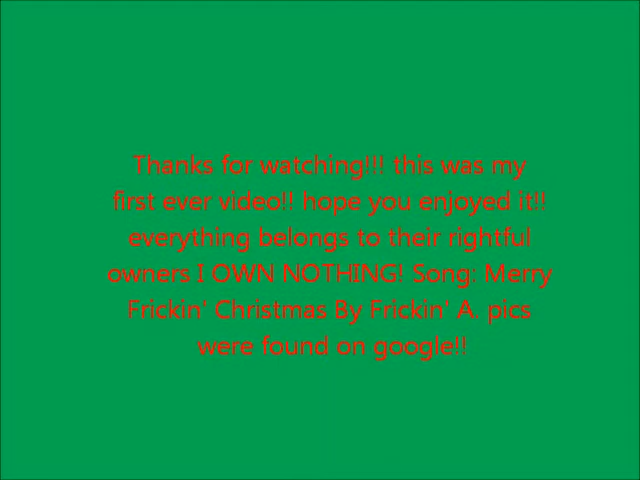 Thanks for watching!!! this was my
first ever video!! hope you enjoyed it!!
everything belongs to their rightful
owners I OWN NOTHING! Song: Merry
Frickin' Christmas By Frickin' A. pics
were found on google!!